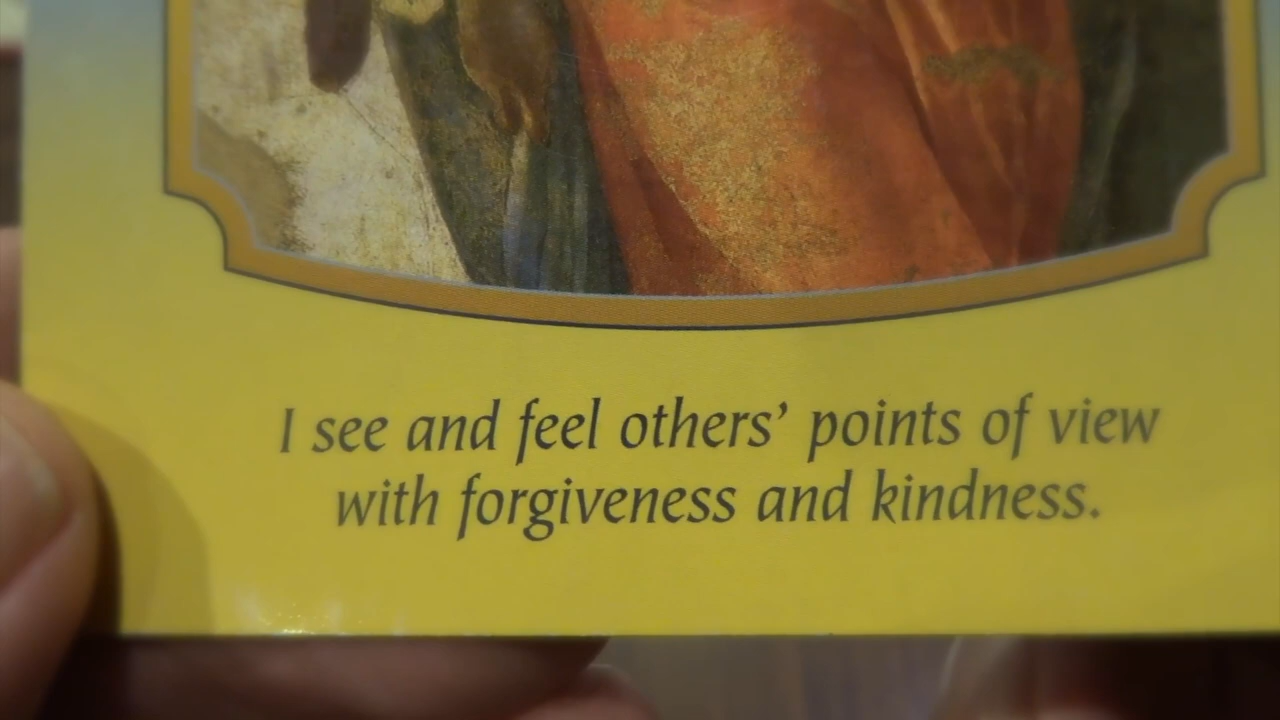 I see and feel others’ points of view
with forgiveness and kindness.